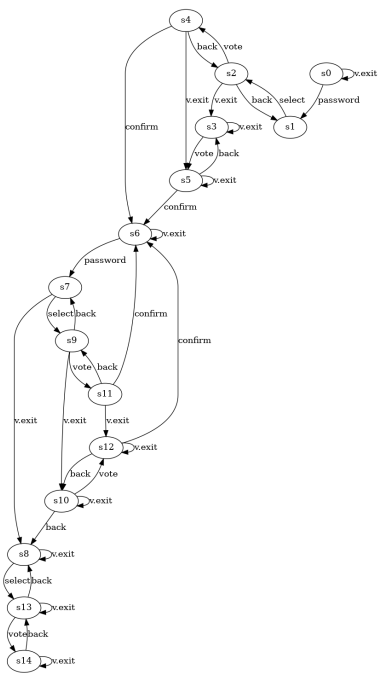 s4
back
vote
s2
s0
v.exit
confirm
v.exit
v.exit
back
select
password
s3
v.exit
s1
vote
back
s5
v.exit
confirm
s6
v.exit
password
s7
select
back
confirm
confirm
s9
vote
back
s11
v.exit
v.exit
v.exit
s12
v.exit
back
vote
s10
v.exit
back
s8
v.exit
select
back
s13
v.exit
vote
back
s14
v.exit